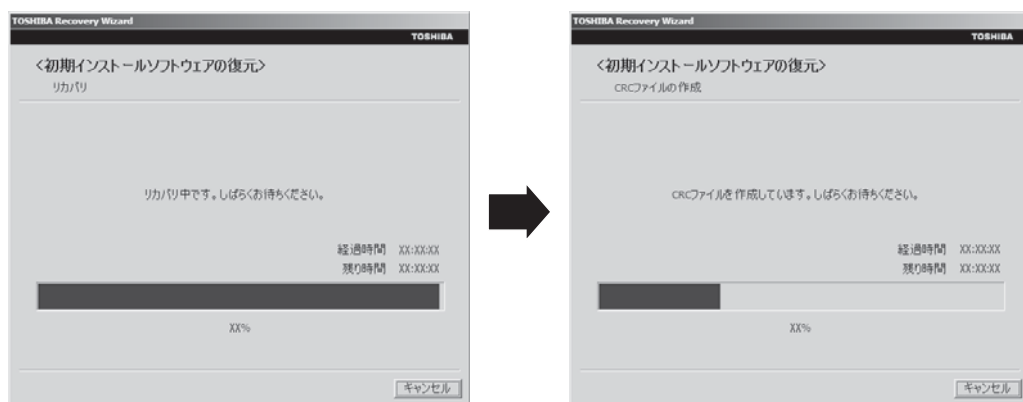 TOSHIBA Recovery Wizard
TOSHIBA
<初期インストールソフトウェアの復元>
リカバリ
リカバリ中です。しばらくお待ちください。
経過時間 XX:XX:XX
残り時間 XX:XX:XX
XX%
キャンセル
TOSHIBA Recovery Wizard
TOSHIBA
<初期インストールソフトウェアの復元>
CRCファイルの作成
CRCファイルを作成しています。しばらくお待ちください。
経過時間 XX:XX:XX
残り時間 XX:XX:XX
XX%
キャンセル